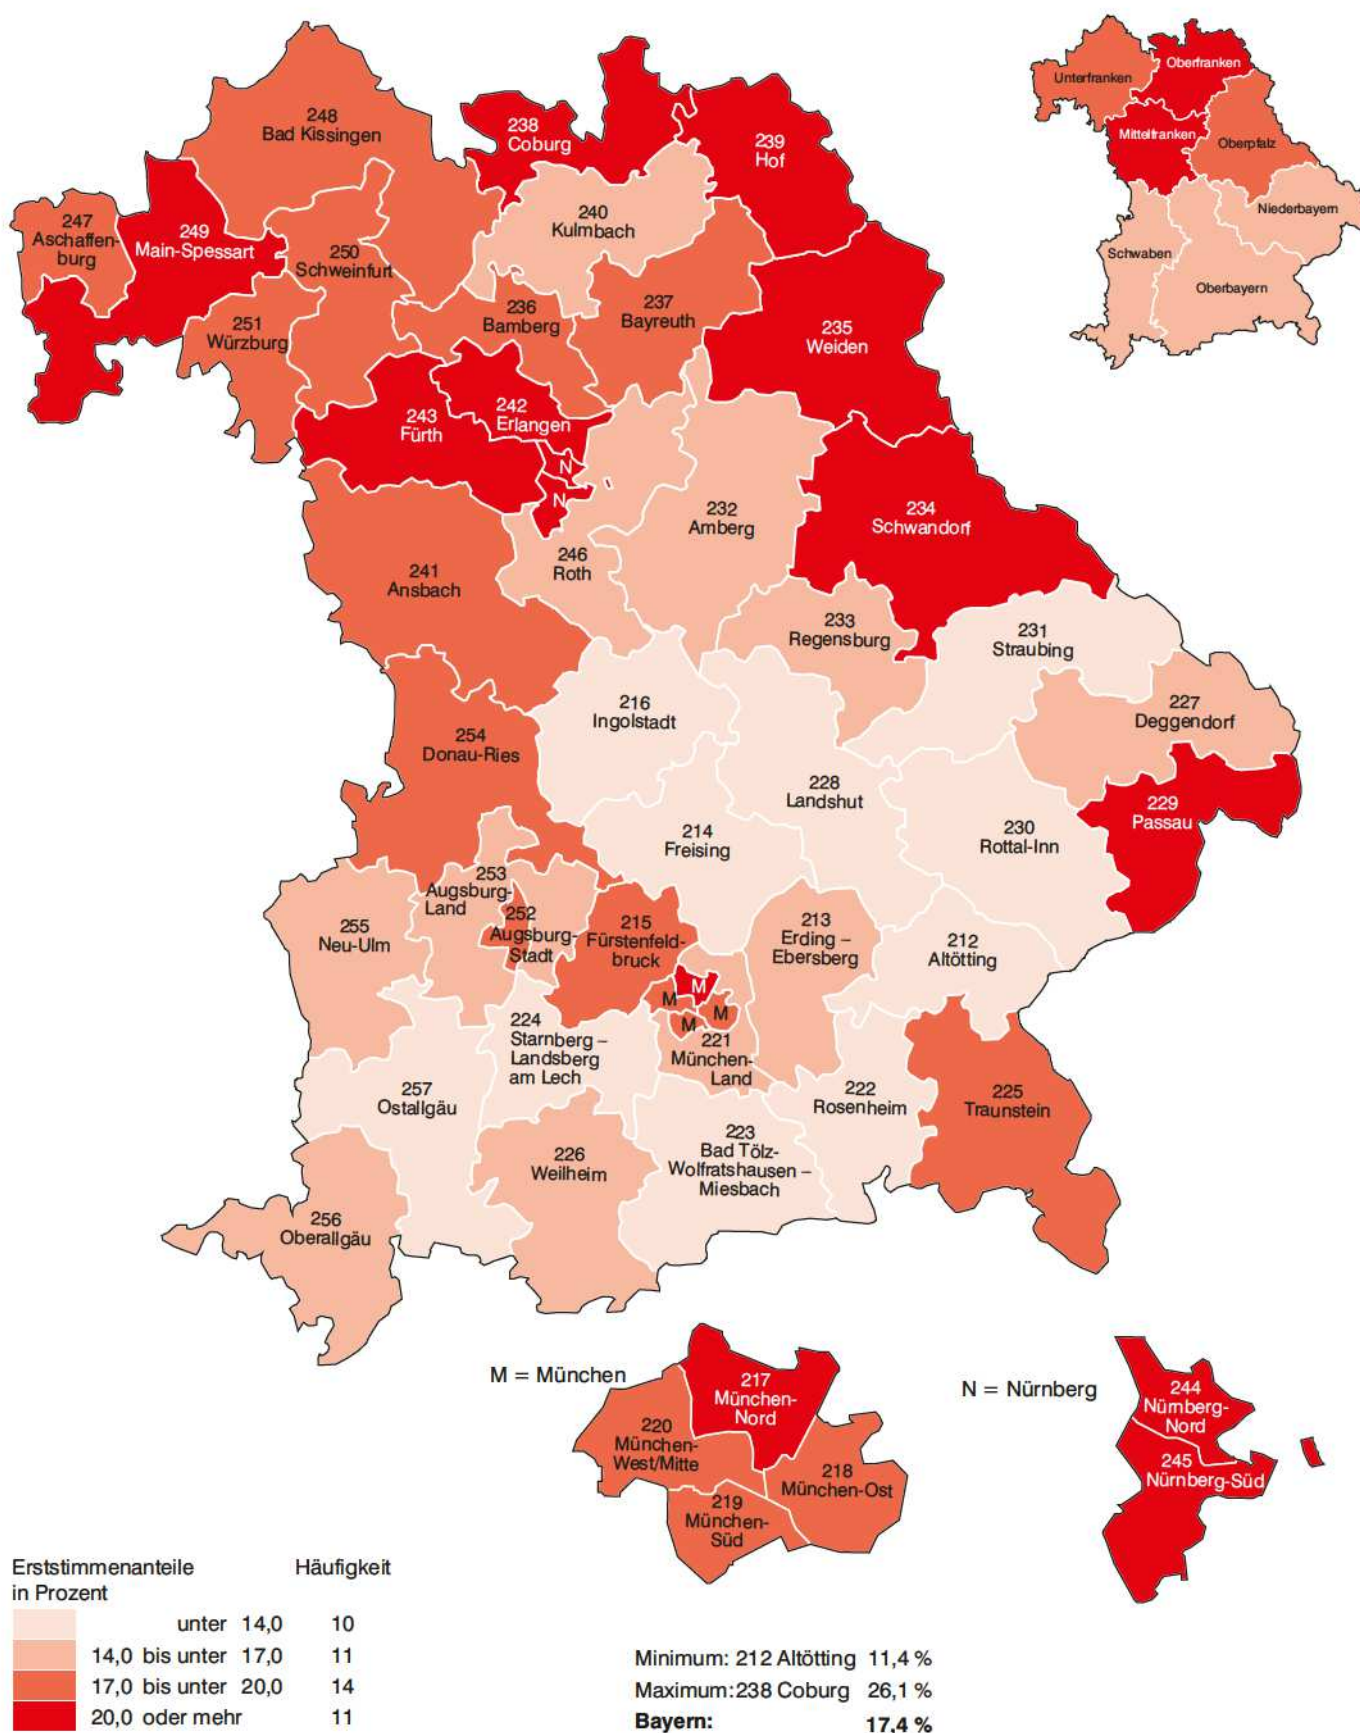 248
Bad Kissingen
238
Coburg
239
Hof
247
Aschaffen-
burg
249
Main-Spessart
250
Schweinfurt
240
Kulmbach
251
Würzburg
236
Bamberg
237
Bayreuth
235
Weiden
243
Fürth
242
Erlangen
N
N
232
Amberg
234
Schwandorf
246
Roth
241
Ansbach
233
Regensburg
231
Straubing
216
Ingolstadt
227
Deggendorf
254
Donau-Ries
228
Landshut
229
Passau
214
Freising
230
Rottal-Inn
253
Augsburg-
Land
255
Neu-Ulm
252
Augsburg-
Stadt
215
Fürstenfeld-
bruck
213
Erding –
Ebersberg
212
Altötting
M
M
M
M
224
Starnberg –
Landsberg
am Lech
221
München-
Land
257
Ostallgäu
222
Rosenheim
225
Traunstein
223
Bad Tölz-
Wolfratshausen –
Miesbach
226
Weilheim
256
Oberallgäu
Unterfranken
Oberfranken
Mittelfranken
Oberpfalz
Niederbayern
Schwaben
Oberbayern
M = München
217
München-
Nord
220
München-
West/Mitte
218
München-Ost
219
München-
Süd
N = Nürnberg
244
Nürnberg-
Nord
245
Nürnberg-Süd
Erststimmenanteile Häufigkeit
in Prozent
unter 14,0 10
14,0 bis unter 17,0 11
17,0 bis unter 20,0 14
20,0 oder mehr 11
Minimum: 212 Altötting 11,4 %
Maximum: 238 Coburg 26,1 %
Bayern: 17,4 %